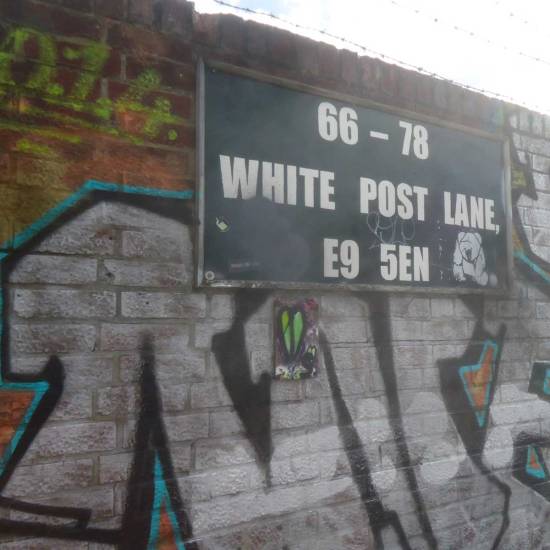 66 – 78
WHITE POST LANE,
E9 5EN